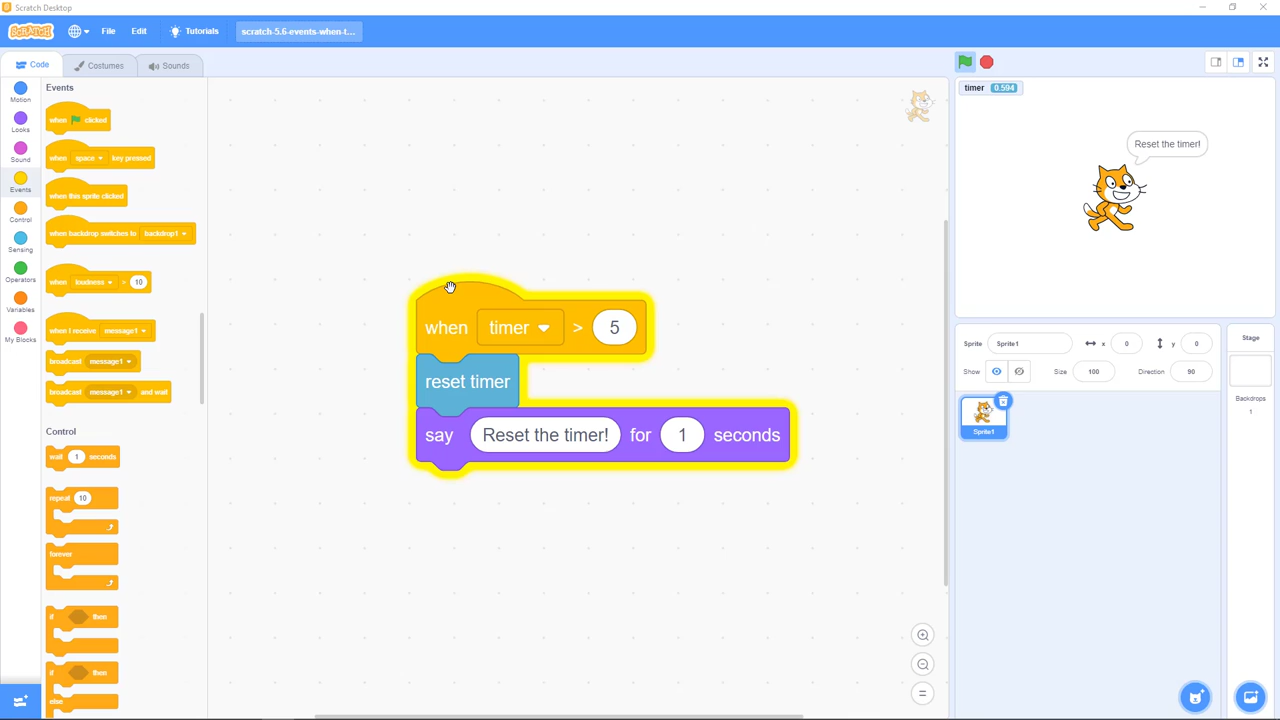 Scratch Desktop
SCRATCH File Edit Tutorials scratch-5.6-events-when-t...
Code Costumes Sounds
Motion
Looks
Sound
Events
Control
Sensing
Operators
Variables
My Blocks
Events
when clicked
when space key pressed
when this sprite clicked
when backdrop switches to backdrop1
when loudness > 10
when I receive message1
broadcast message1
broadcast message1 and wait
Control
wait 1 seconds
repeat 10
forever
if then
if then
else
when timer > 5
reset timer
say Reset the timer! for 1 seconds
timer 0.594
Reset the timer!
Sprite Sprite1 x 0 y 0
Show Size 100 Direction 90
Sprite1
Stage
Backdrops
1